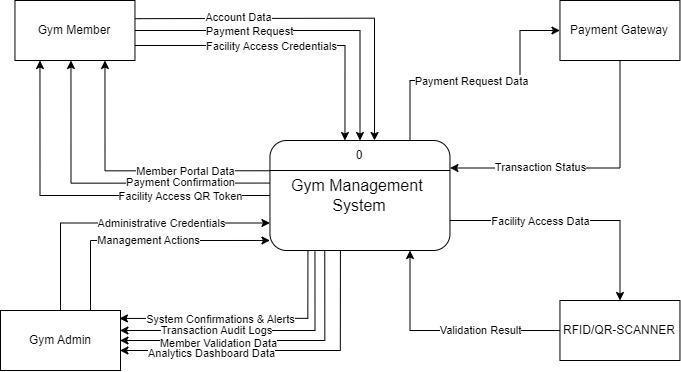 Gym Member
Account Data
Payment Request
Facility Access Credentials
Payment Gateway
Payment Request Data
0
Gym Management
System
Member Portal Data
Payment Confirmation
Facility Access QR Token
Transaction Status
Administrative Credentials
Management Actions
Facility Access Data
System Confirmations & Alerts
Transaction Audit Logs
Member Validation Data
Analytics Dashboard Data
Gym Admin
Validation Result
RFID/QR-SCANNER